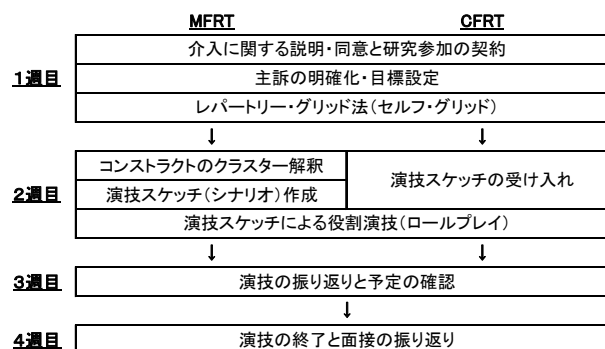 MFRT CFRT
介入に関する説明・同意と研究参加の契約
1週目 主訴の明確化・目標設定
レパートリー・グリッド法(セルフ・グリッド)
↓ ↓
コンストラクトのクラスター解釈
演技スケッチの受け入れ
2週目 演技スケッチ(シナリオ)作成
演技スケッチによる役割演技(ロールプレイ)
↓ ↓
3週目 演技の振り返りと予定の確認
↓
4週目 演技の終了と面接の振り返り